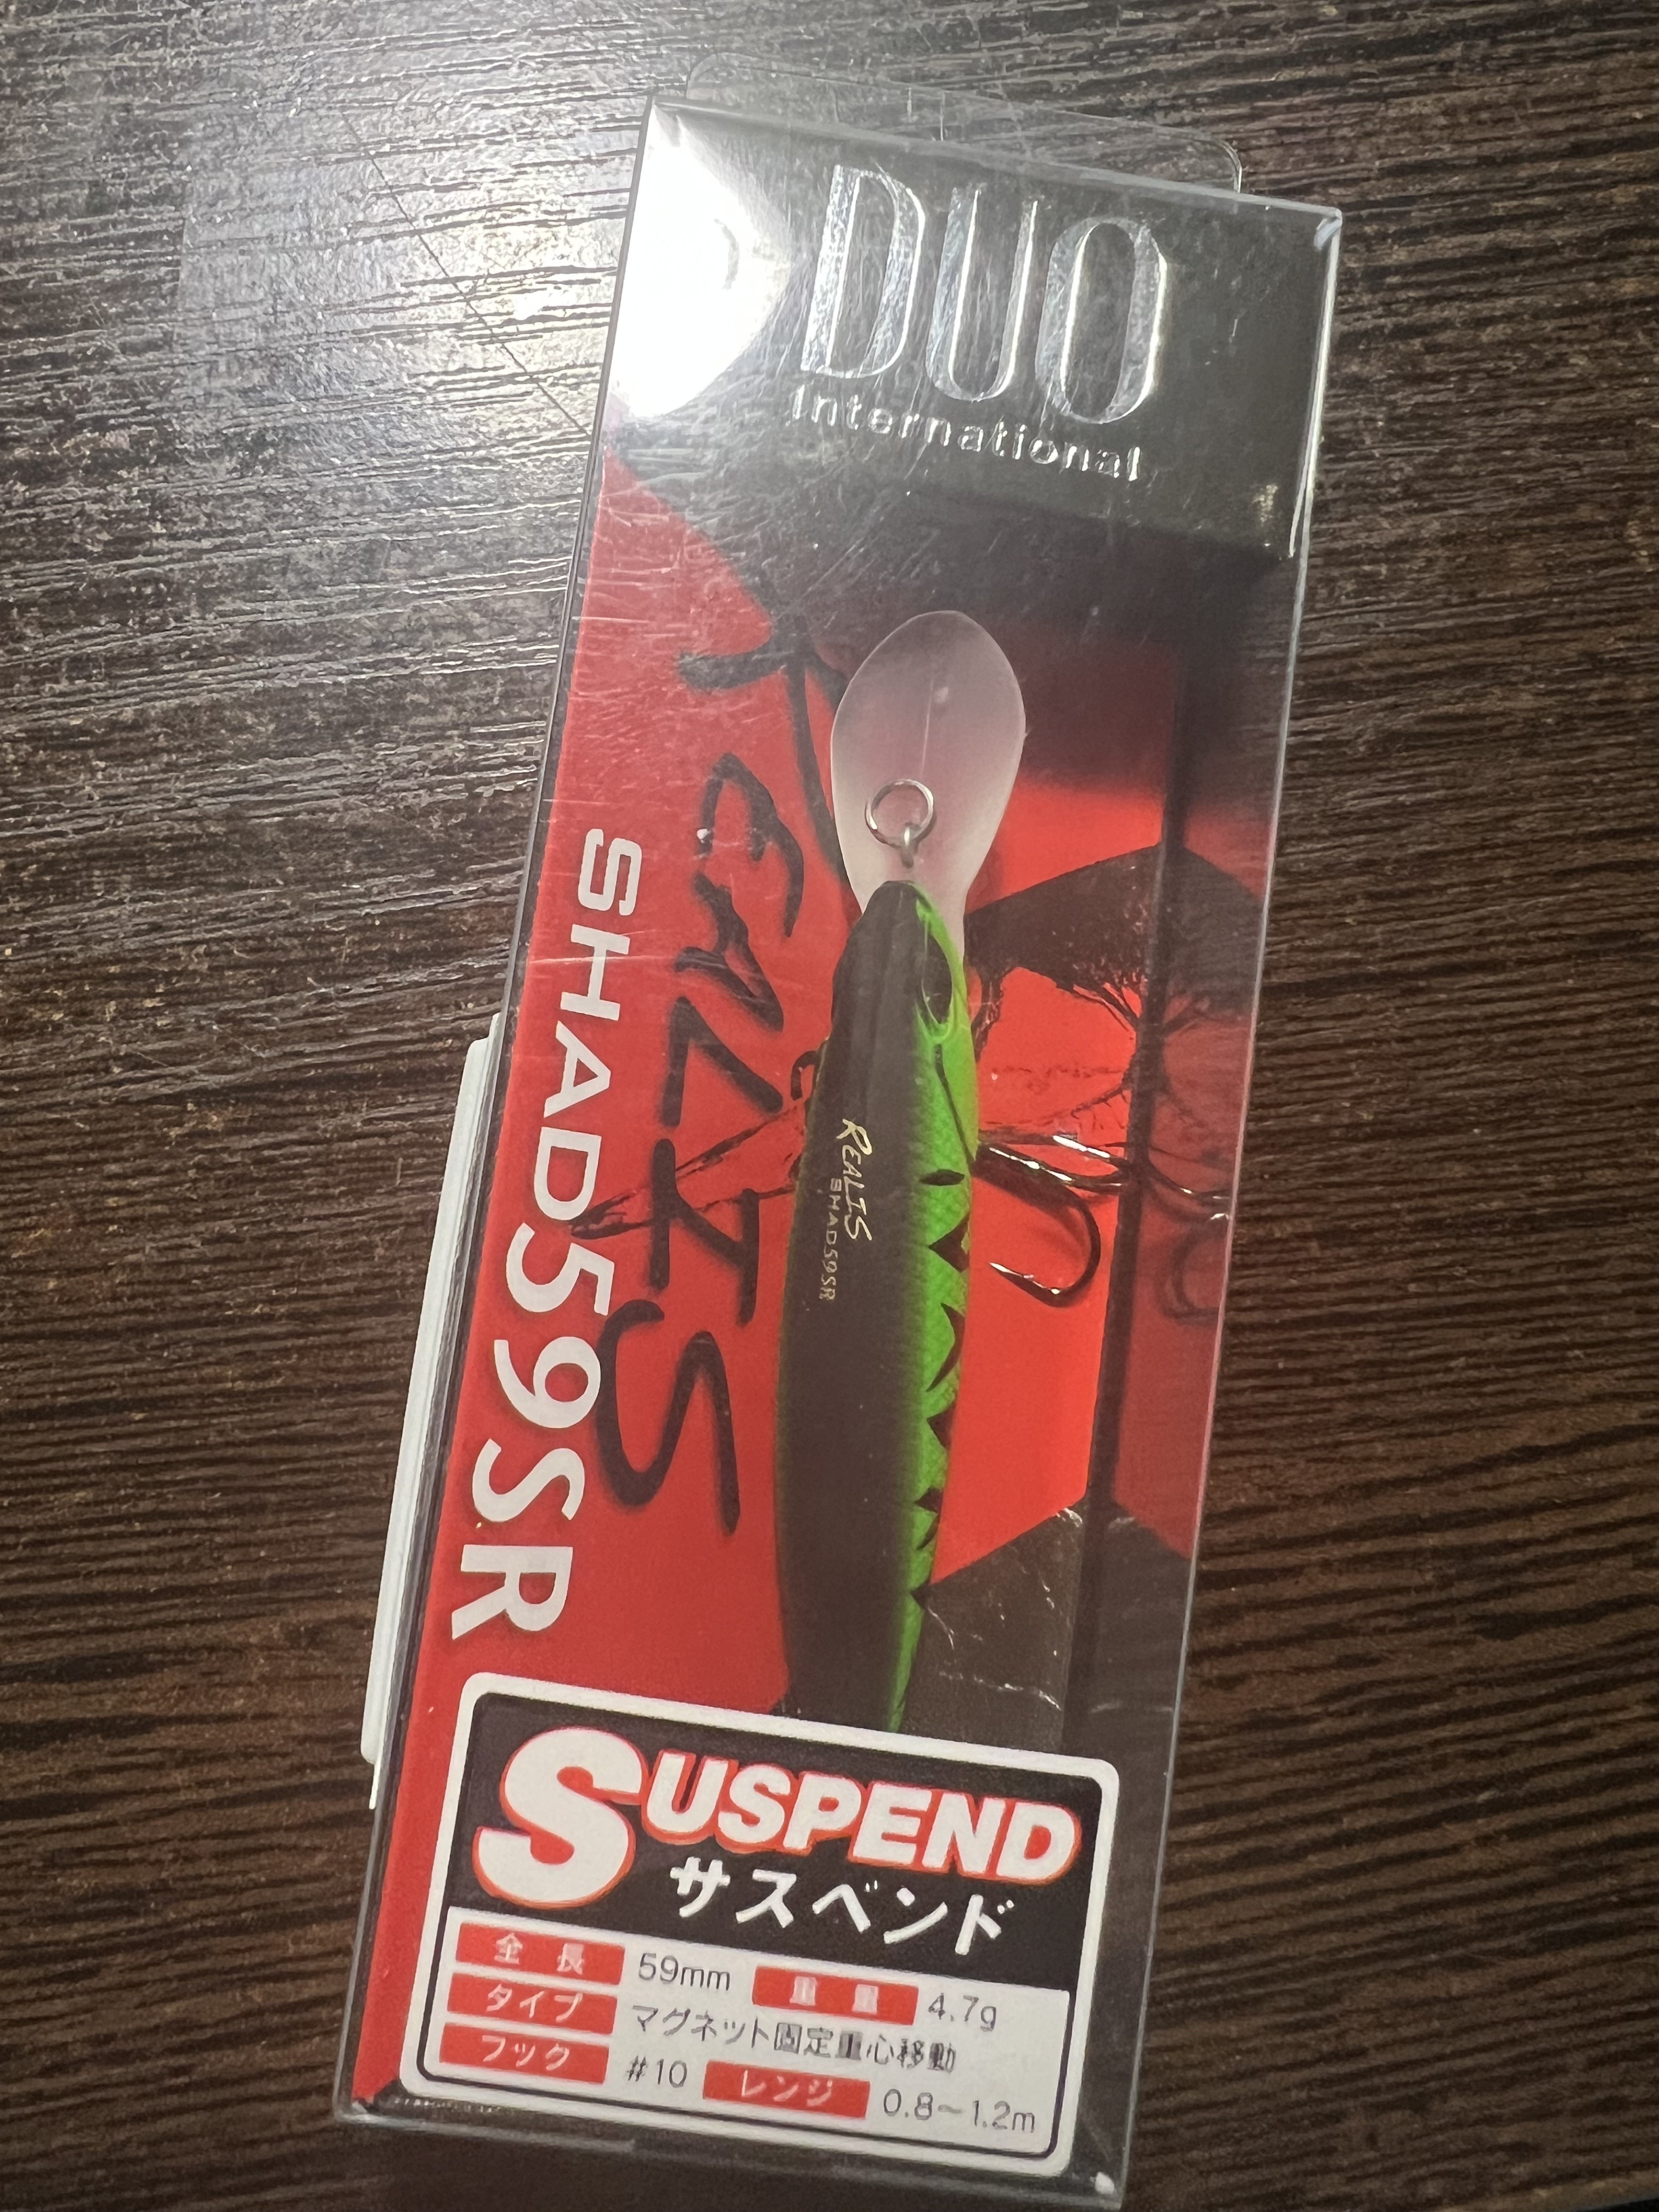 DUO
International
REALIS
SHAD59SR
REALIS
SHAD59SR
SUSPEND
サスペンド
全長 59mm 重量 4.7g
タイプ マグネット固定重心移動
フック #10 レンジ 0.8~1.2m